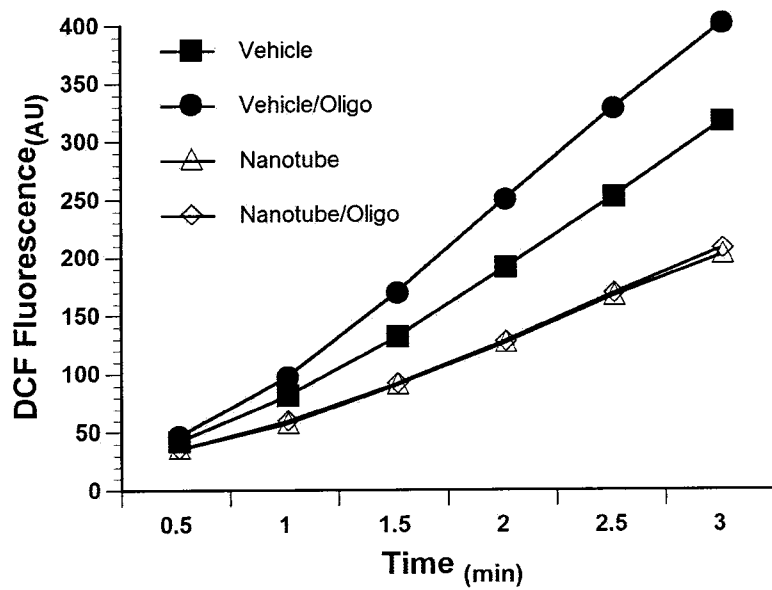 400
350
300
250
200
150
100
50
0
DCF Fluorescence(AU)
Vehicle
Vehicle/Oligo
Nanotube
Nanotube/Oligo
0.5 1 1.5 2 2.5 3
Time (min)